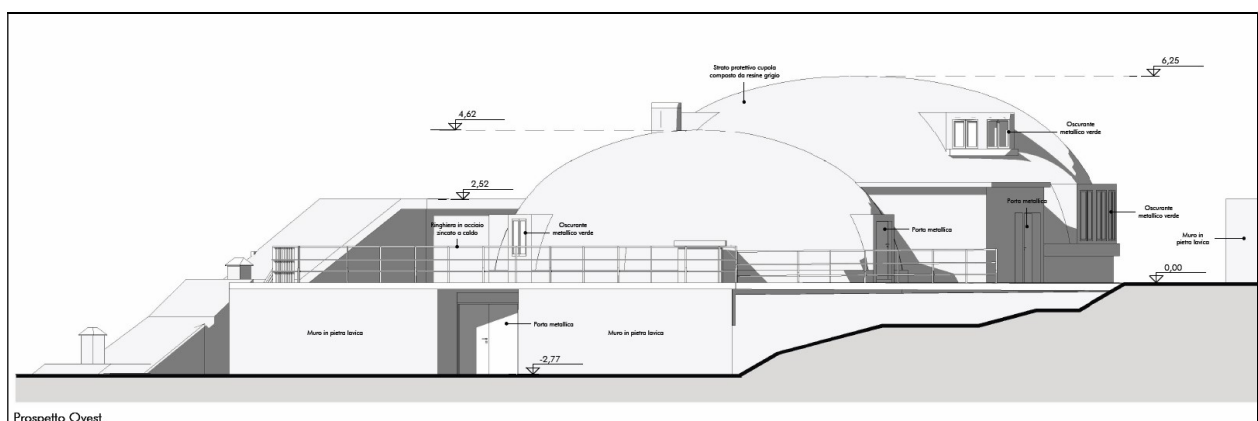 Strato protettivo cupola
composto da resine grigio
6,25
4,62
Oscurante
metallico verde
2,52
Ringhiera in acciaio
zincato a caldo
Oscurante
metallico verde
Porta metallica
Porta metallica
Oscurante
metallico verde
Muro in
pietra lavica
0,00
Muro in pietra lavica
Porta metallica
Muro in pietra lavica
-2,77
Prospetto Ovest